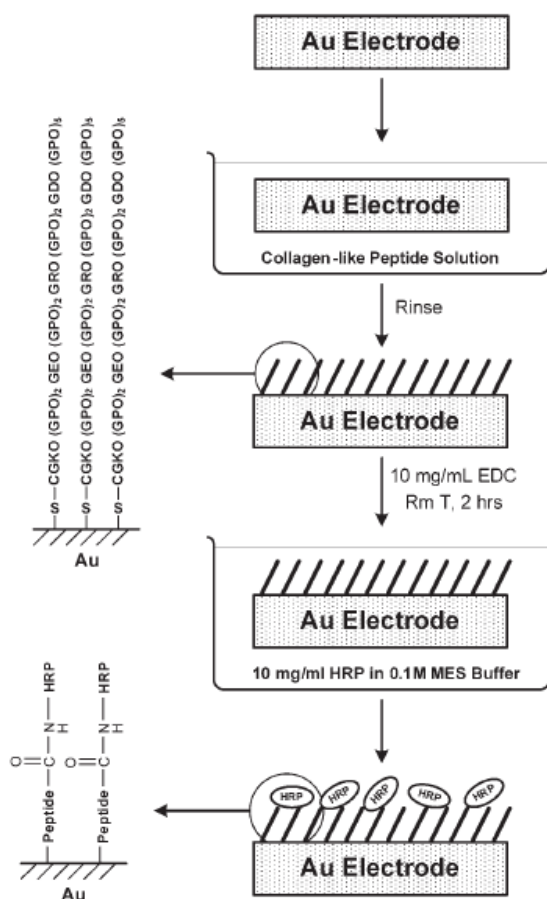 Au Electrode
Au Electrode
Collagen-like Peptide Solution
Rinse
S—CGKO (GPO)2 GEO (GPO)2 GRO (GPO)2 GDO (GPO)5
S—CGKO (GPO)2 GEO (GPO)2 GRO (GPO)2 GDO (GPO)5
S—CGKO (GPO)2 GEO (GPO)2 GRO (GPO)2 GDO (GPO)5
Au
Au Electrode
10 mg/mL EDC
Rm T, 2 hrs
Au Electrode
10 mg/ml HRP in 0.1M MES Buffer
Peptide—C—N—HRP
O
H
Peptide—C—N—HRP
O
H
Au
HRP
HRP
HRP
HRP
HRP
Au Electrode